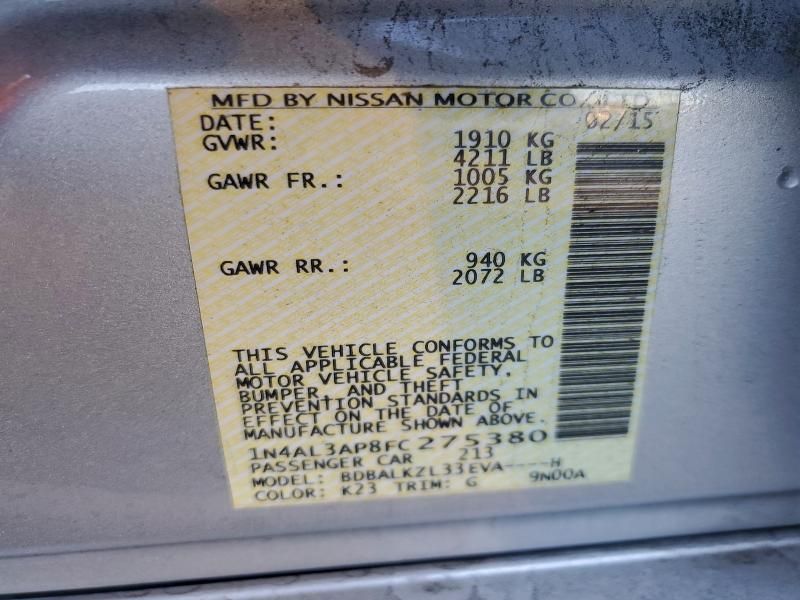 MFD BY NISSAN MOTOR CO., LTD
DATE: 02/15
GVWR: 1910 KG
4211 LB
GAWR FR.: 1005 KG
2216 LB
GAWR RR.: 940 KG
2072 LB
THIS VEHICLE CONFORMS TO
ALL APPLICABLE FEDERAL
MOTOR VEHICLE SAFETY,
BUMPER, AND THEFT
PREVENTION STANDARDS IN
EFFECT ON THE DATE OF
MANUFACTURE SHOWN ABOVE.
1N4AL3AP8FC275380
PASSENGER CAR 213
MODEL: BDBALKZL33EVA----H
COLOR: K23 TRIM: G 9N00A